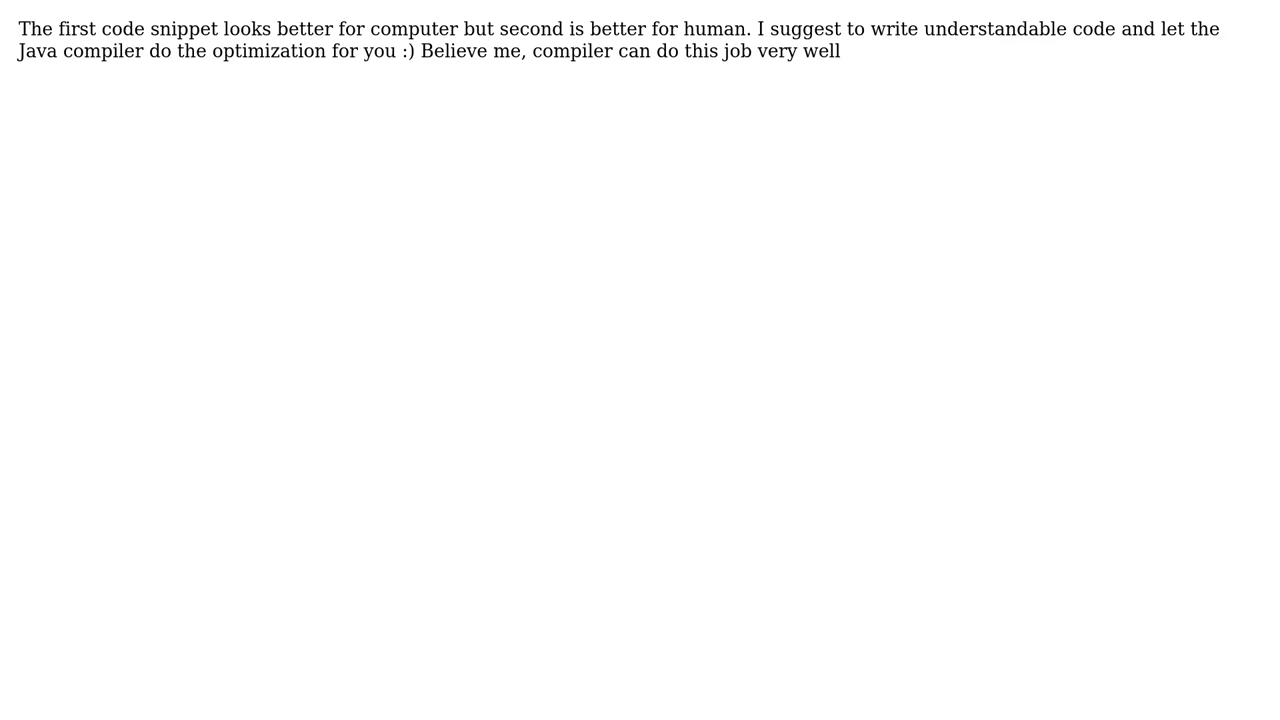 The first code snippet looks better for computer but second is better for human. I suggest to write understandable code and let the
Java compiler do the optimization for you :) Believe me, compiler can do this job very well